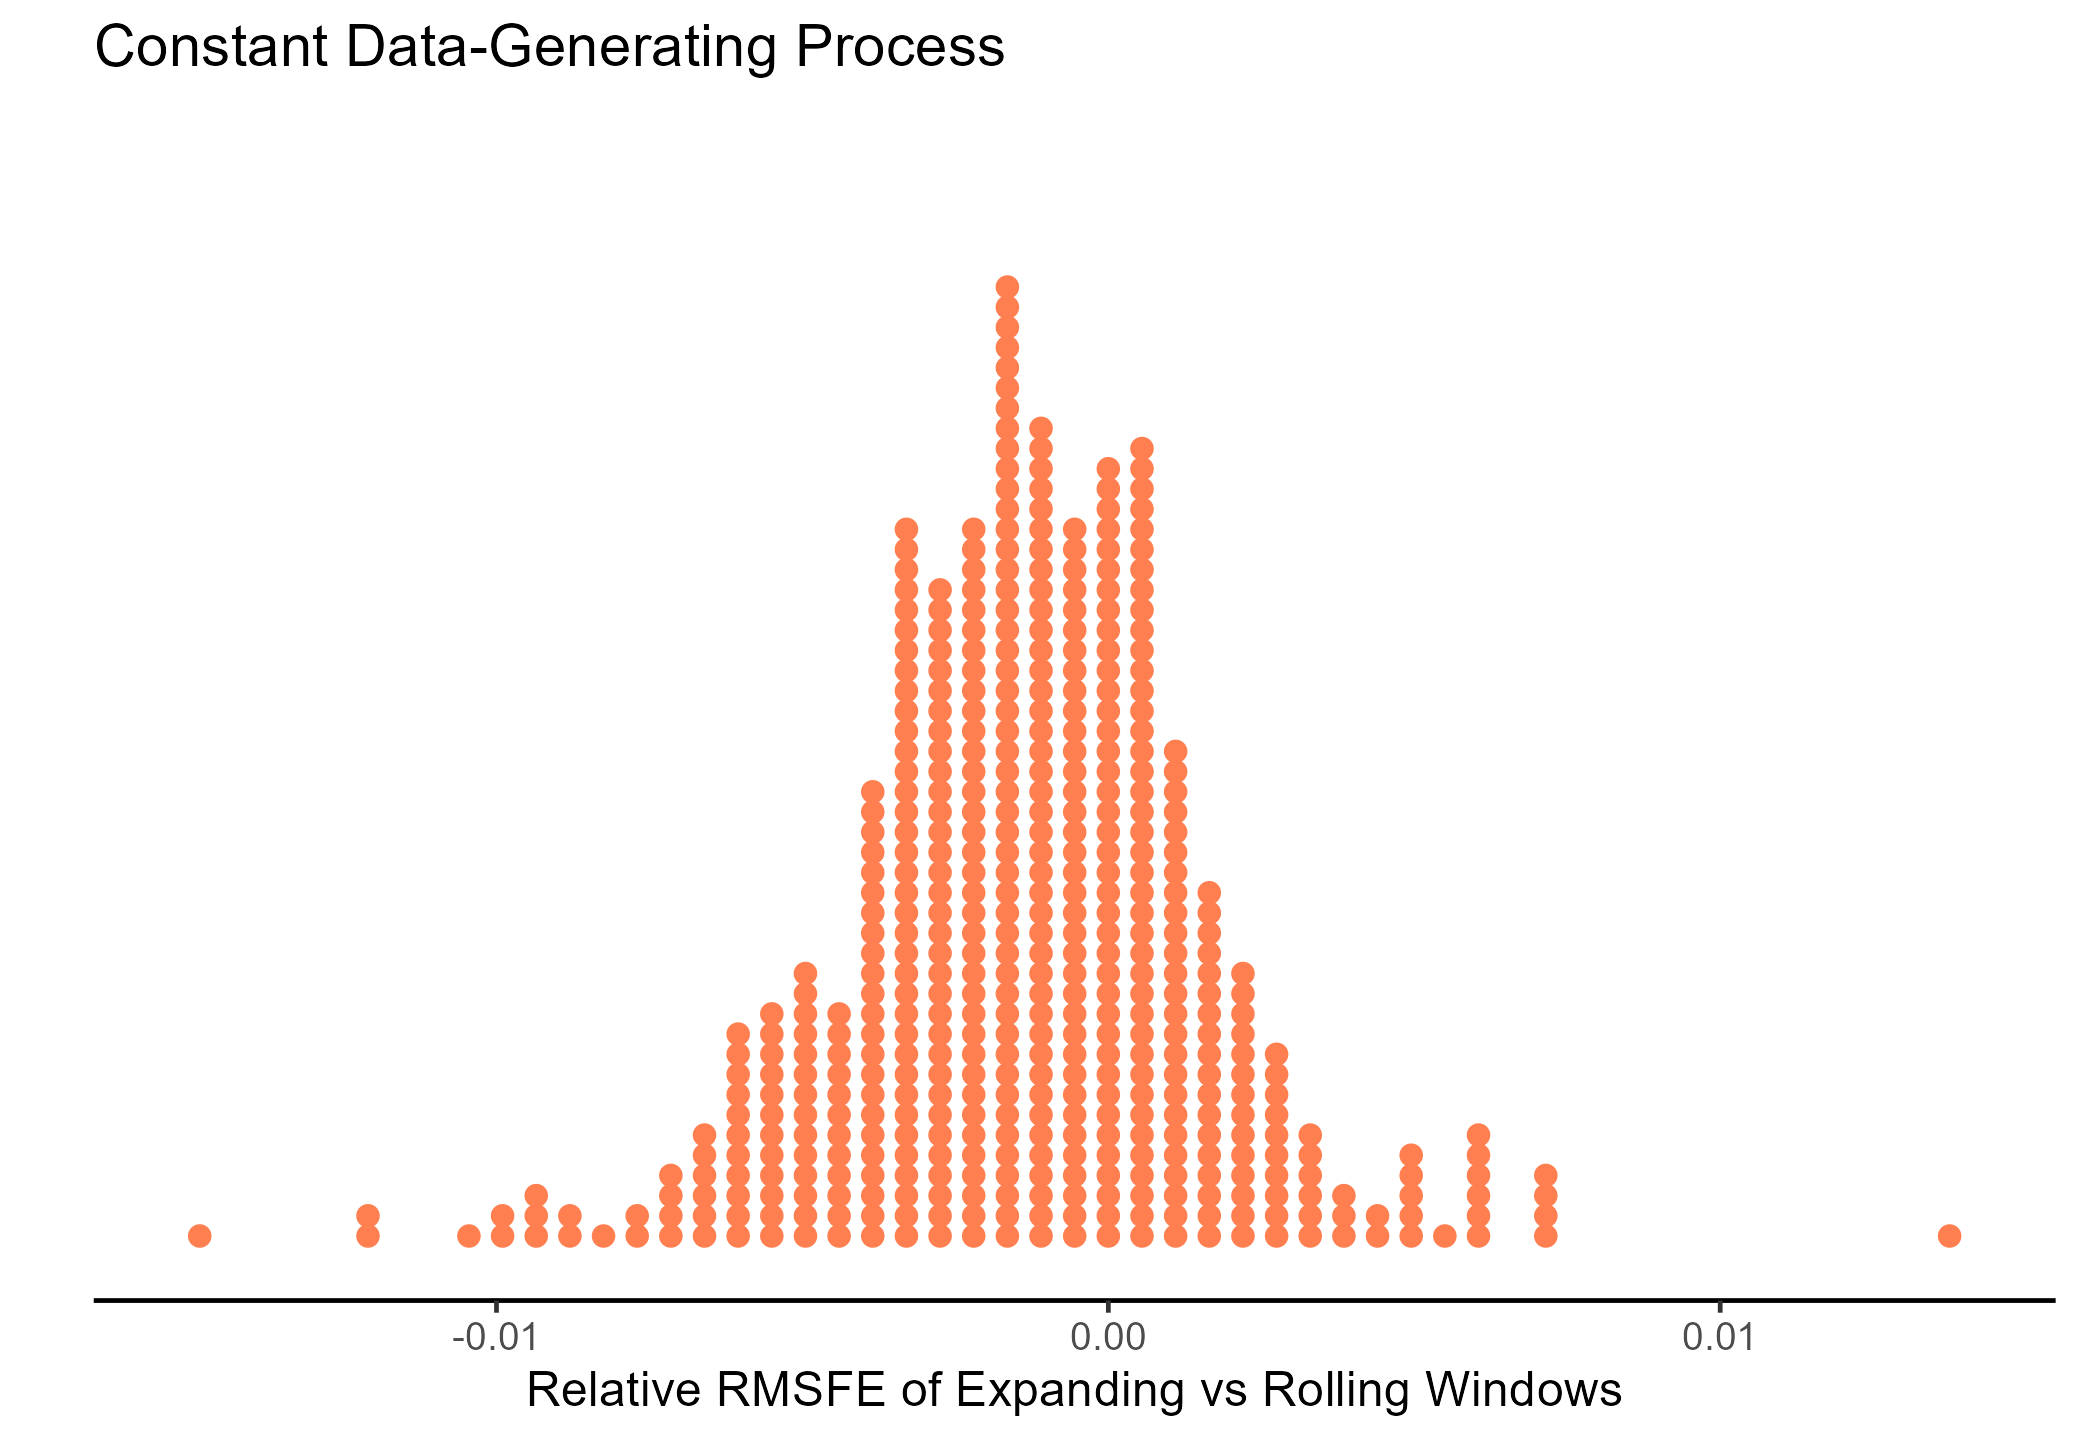 Constant Data-Generating Process
-0.01 0.00 0.01
Relative RMSFE of Expanding vs Rolling Windows